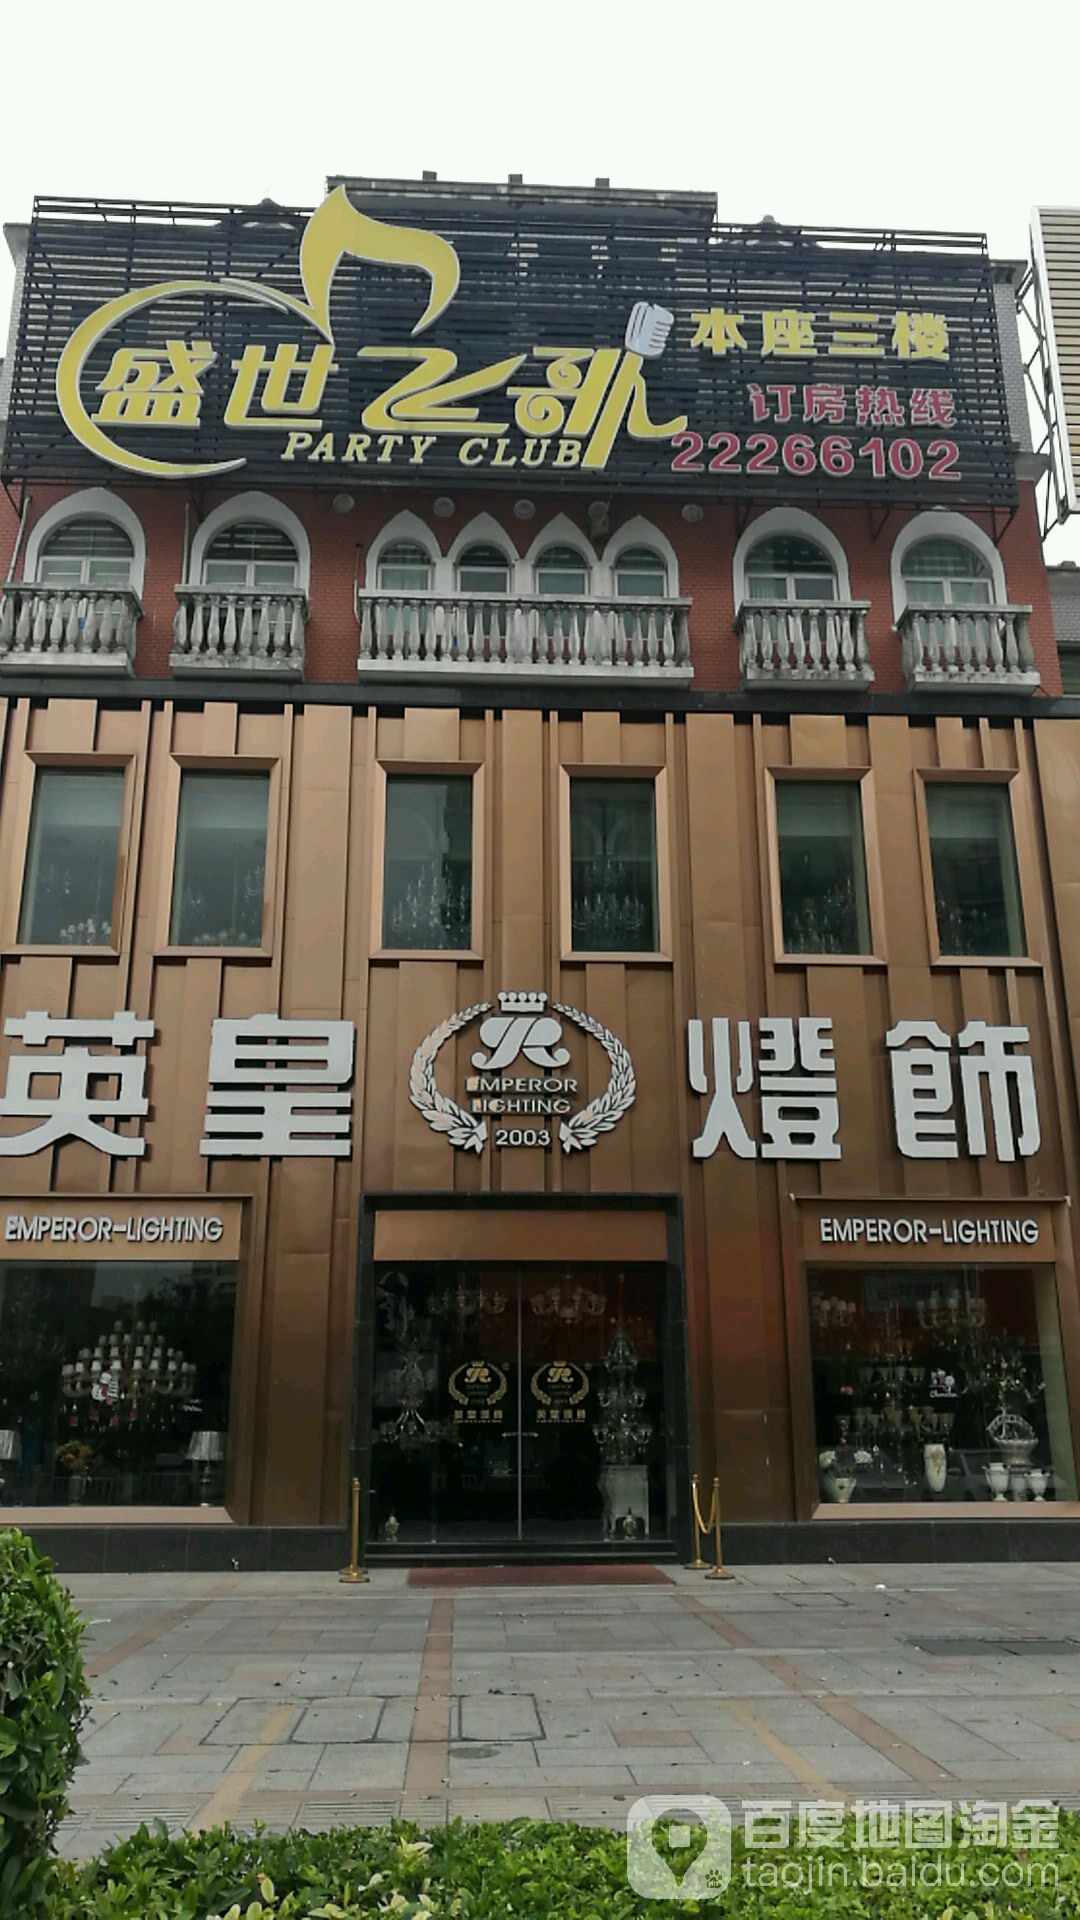 盛世之歌
PARTY CLUB
本座三楼
订房热线
22266102
英皇 燈飾
EMPEROR
LIGHTING
2003
EMPEROR-LIGHTING
EMPEROR-LIGHTING
百度地图淘金
taojin.baidu.com